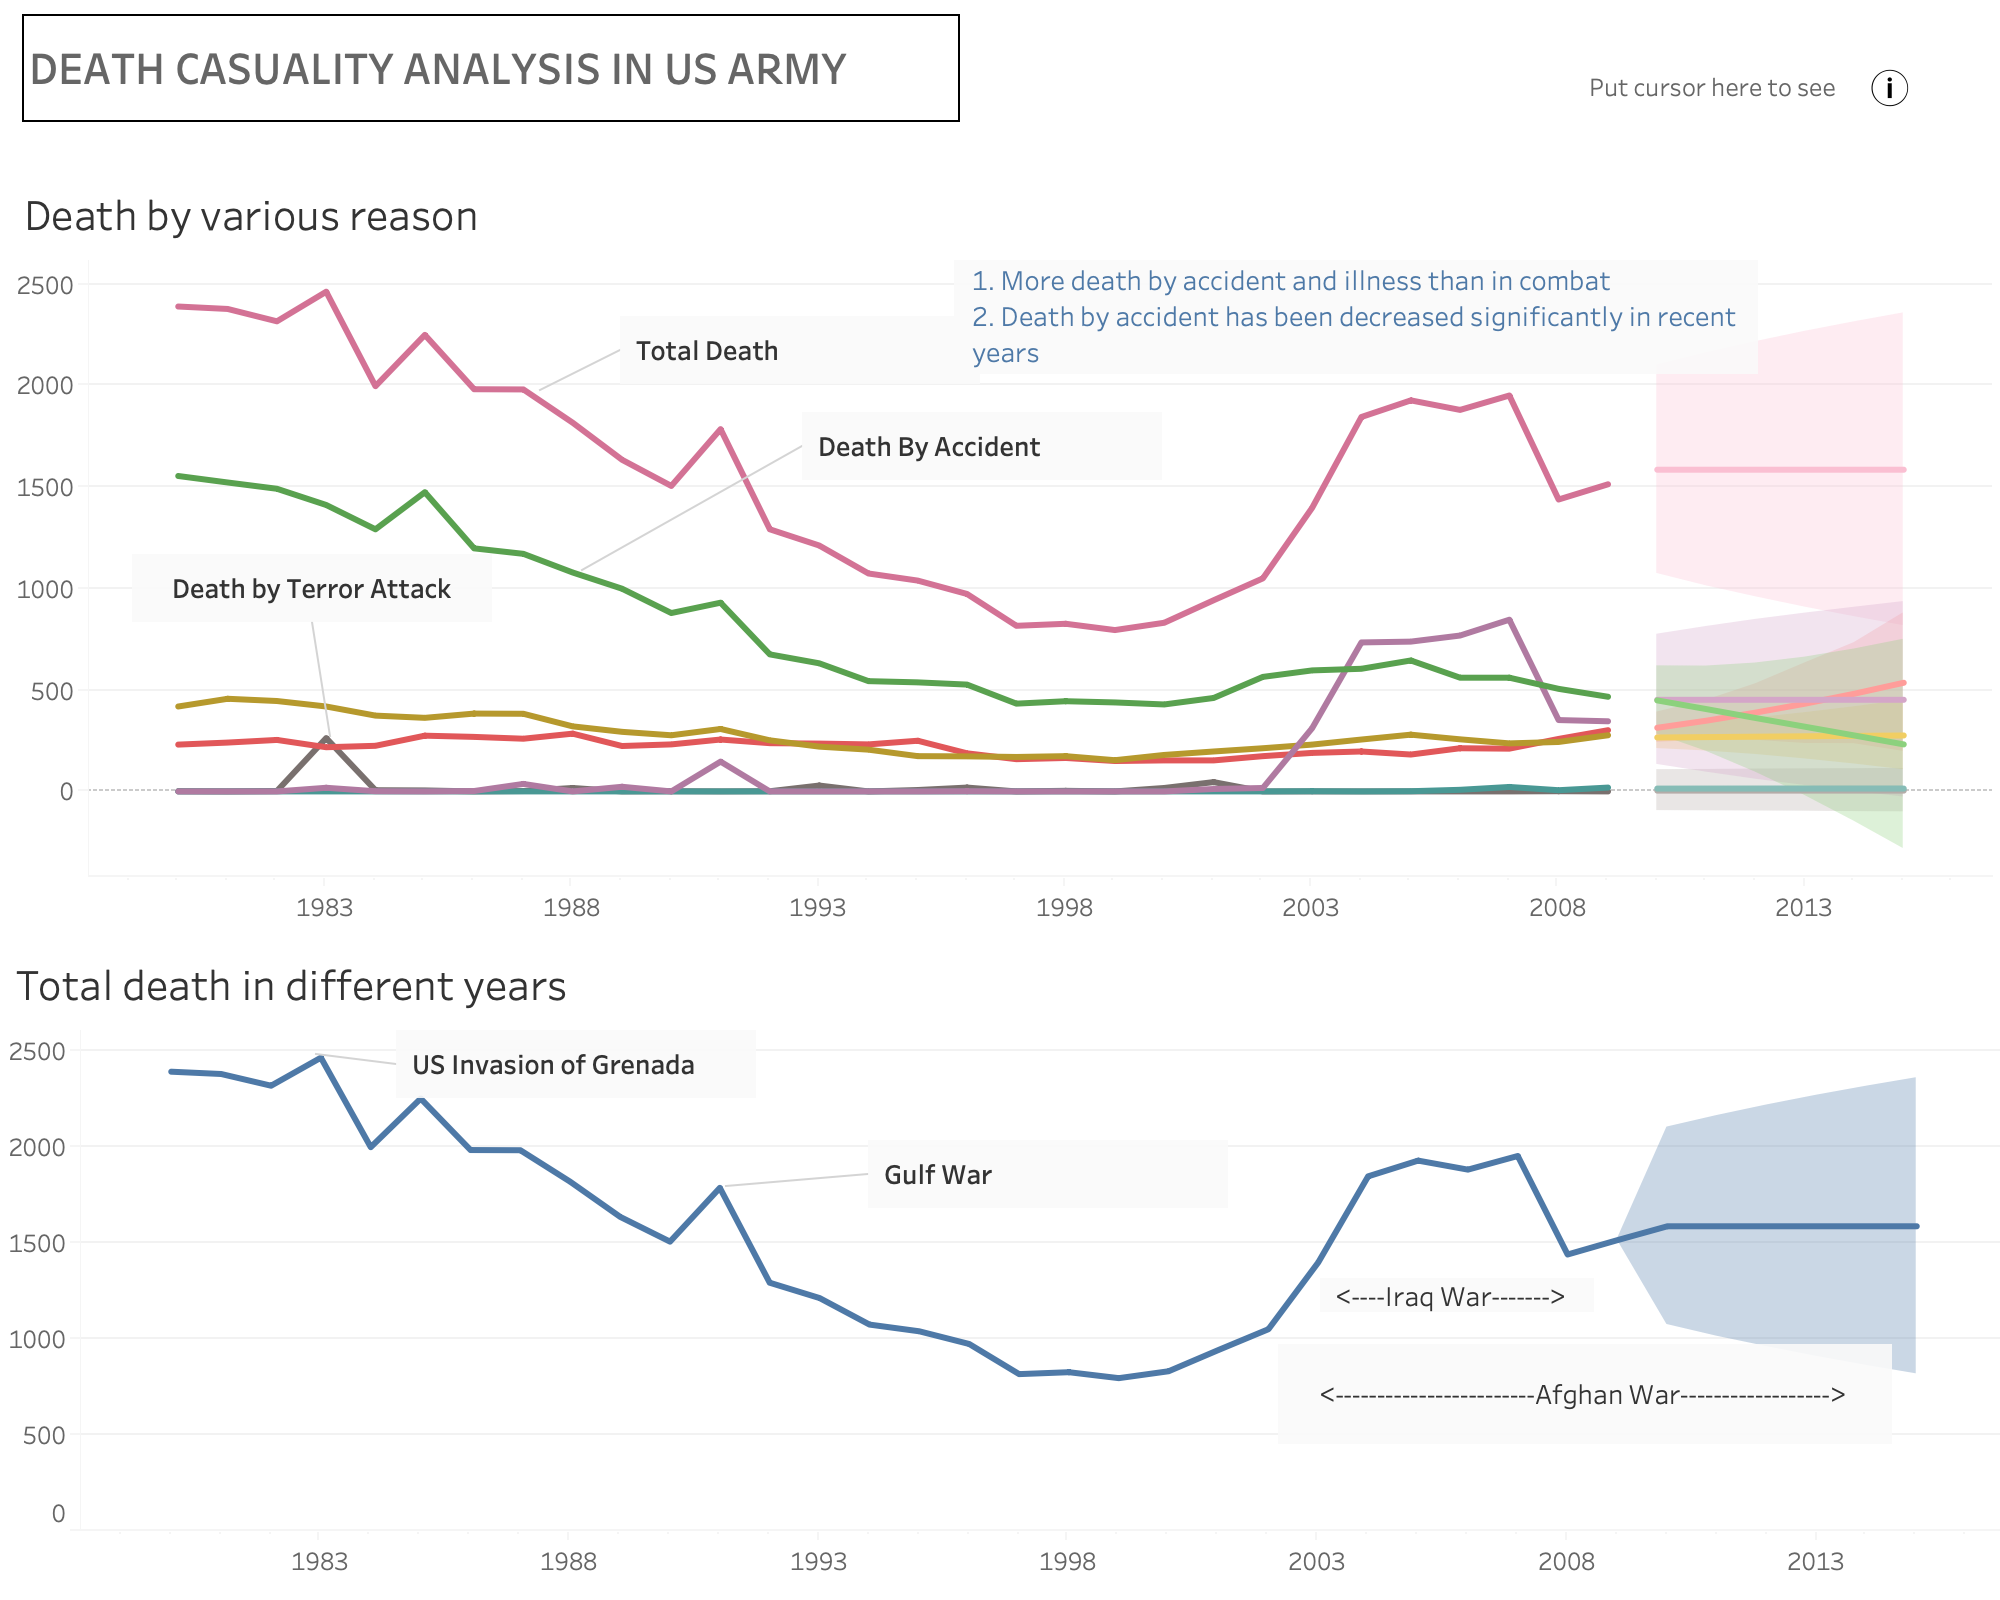 DEATH CASUALITY ANALYSIS IN US ARMY
Put cursor here to see
i
Death by various reason
2500
2000
1500
1000
500
0
1. More death by accident and illness than in combat
2. Death by accident has been decreased significantly in recent
years
Total Death
Death By Accident
Death by Terror Attack
1983
1988
1993
1998
2003
2008
2013
Total death in different years
2500
2000
1500
1000
500
0
US Invasion of Grenada
Gulf War
<----Iraq War------->
<------------------------Afghan War------------------>
1983
1988
1993
1998
2003
2008
2013